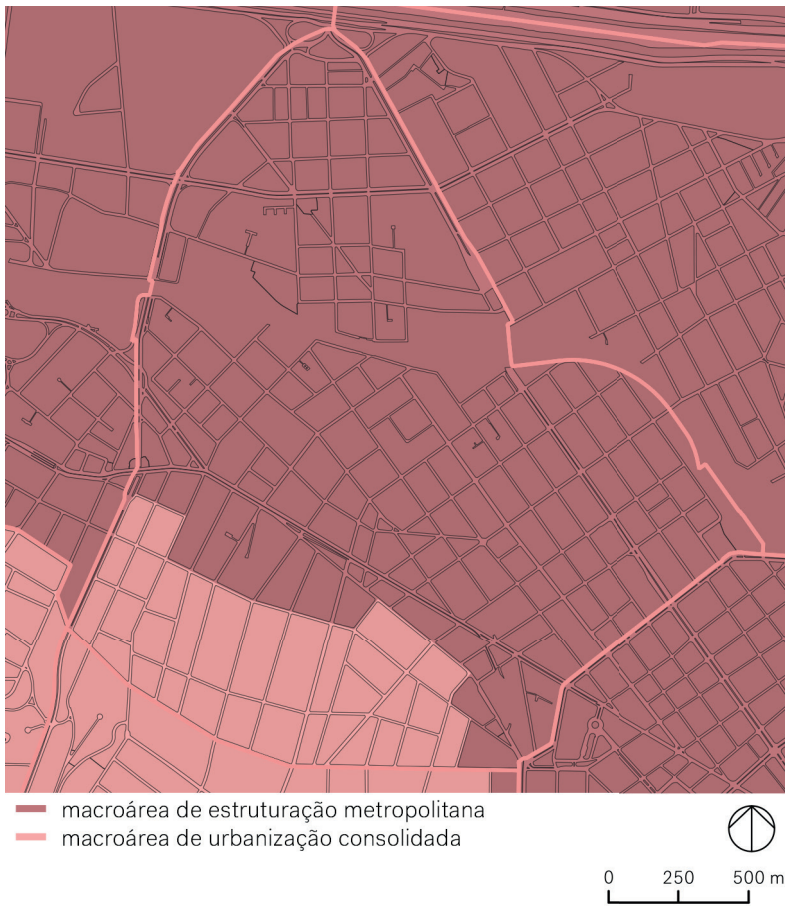 macroárea de estruturação metropolitana
macroárea de urbanização consolidada
0 250 500 m